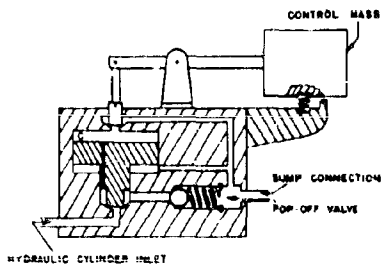 CONTROL MASS
SUMP CONNECTION
POP-OFF VALVE
HYDRAULIC CYLINDER INLET